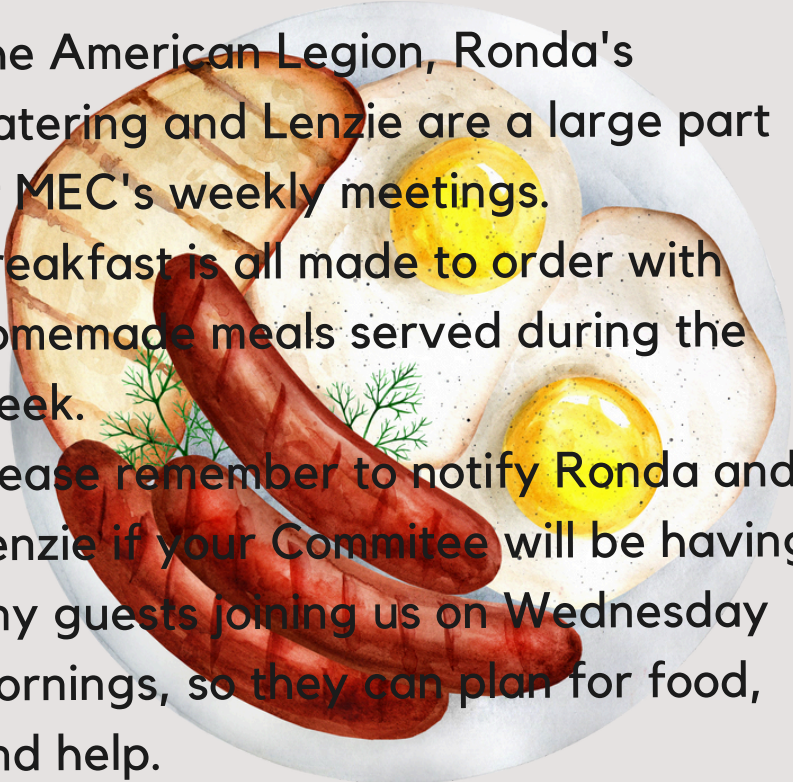 he American Legion, Ronda's
atering and Lenzie are a large part
MEC's weekly meetings.
reakfast is all made to order with
omemade meals served during the
eek.
ease remember to notify Ronda and
enzie if your Commitee will be having
ny guests joining us on Wednesday
ornings, so they can plan for food,
nd help.